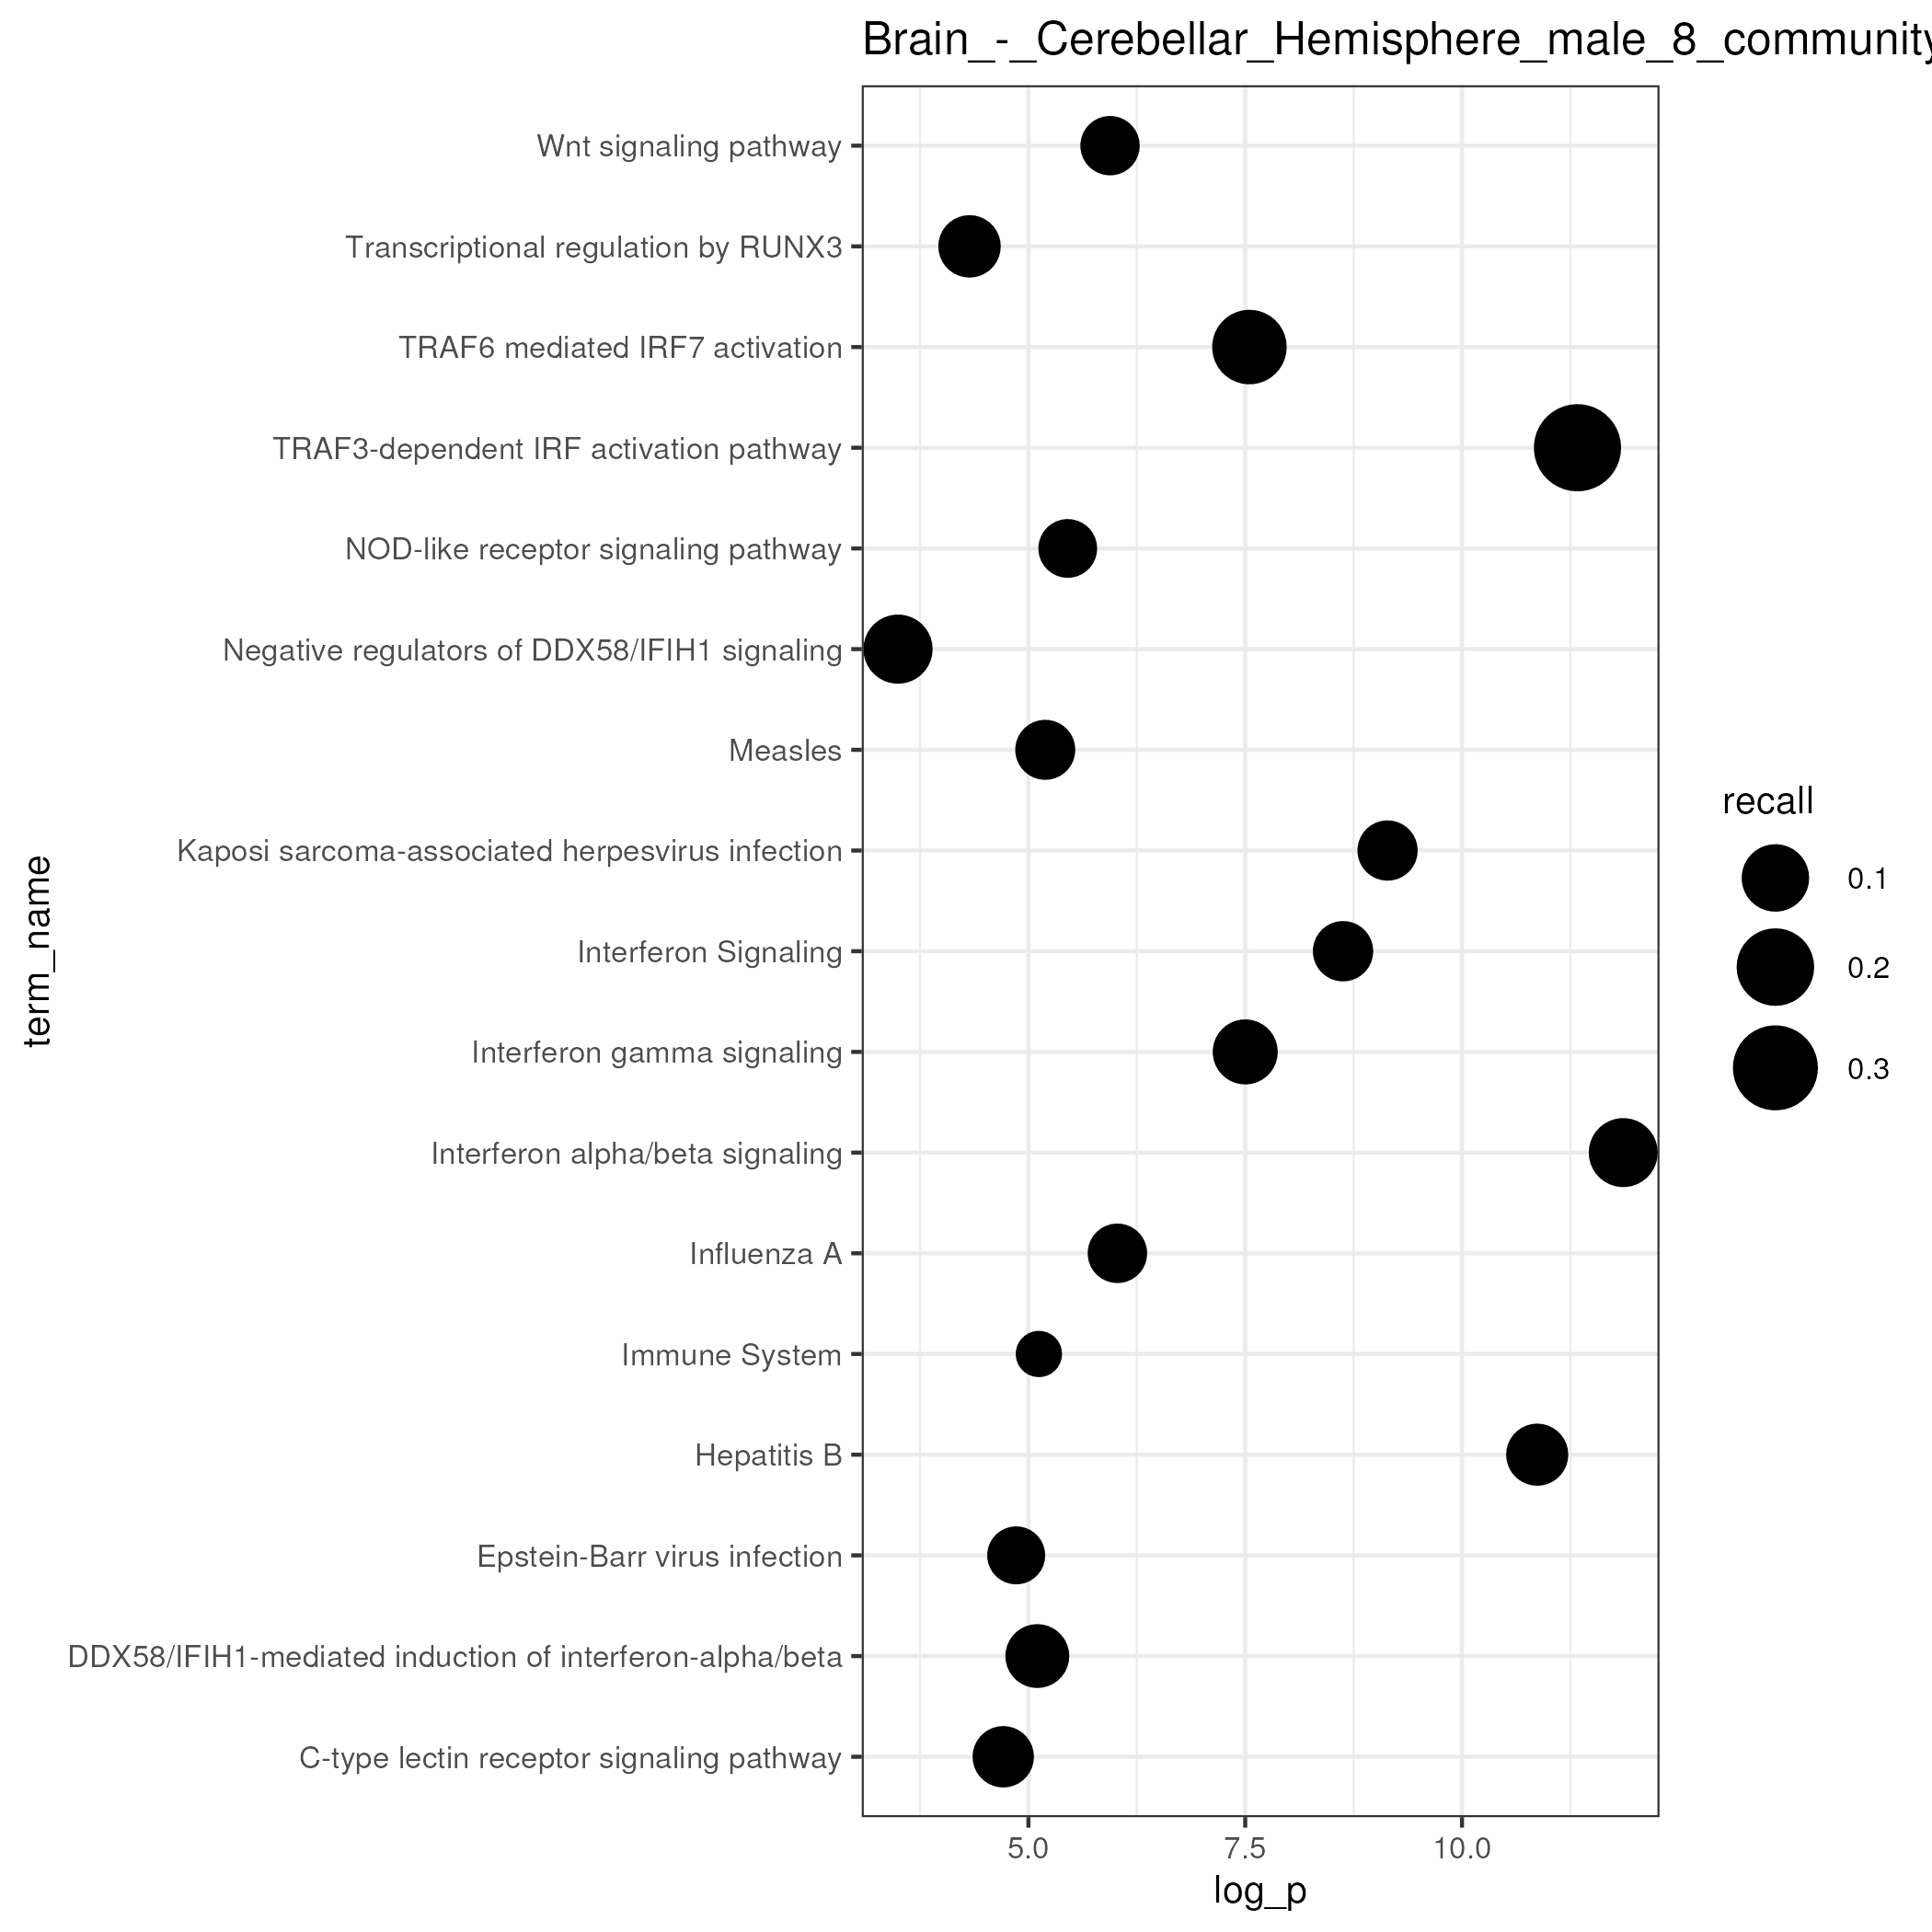 Brain_-_Cerebellar_Hemisphere_male_8_community
Wnt signaling pathway
Transcriptional regulation by RUNX3
TRAF6 mediated IRF7 activation
TRAF3-dependent IRF activation pathway
NOD-like receptor signaling pathway
Negative regulators of DDX58/IFIH1 signaling
Measles
Kaposi sarcoma-associated herpesvirus infection
Interferon Signaling
Interferon gamma signaling
Interferon alpha/beta signaling
Influenza A
Immune System
Hepatitis B
Epstein-Barr virus infection
DDX58/IFIH1-mediated induction of interferon-alpha/beta
C-type lectin receptor signaling pathway
term_name
5.0 7.5 10.0
log_p
recall
0.1
0.2
0.3